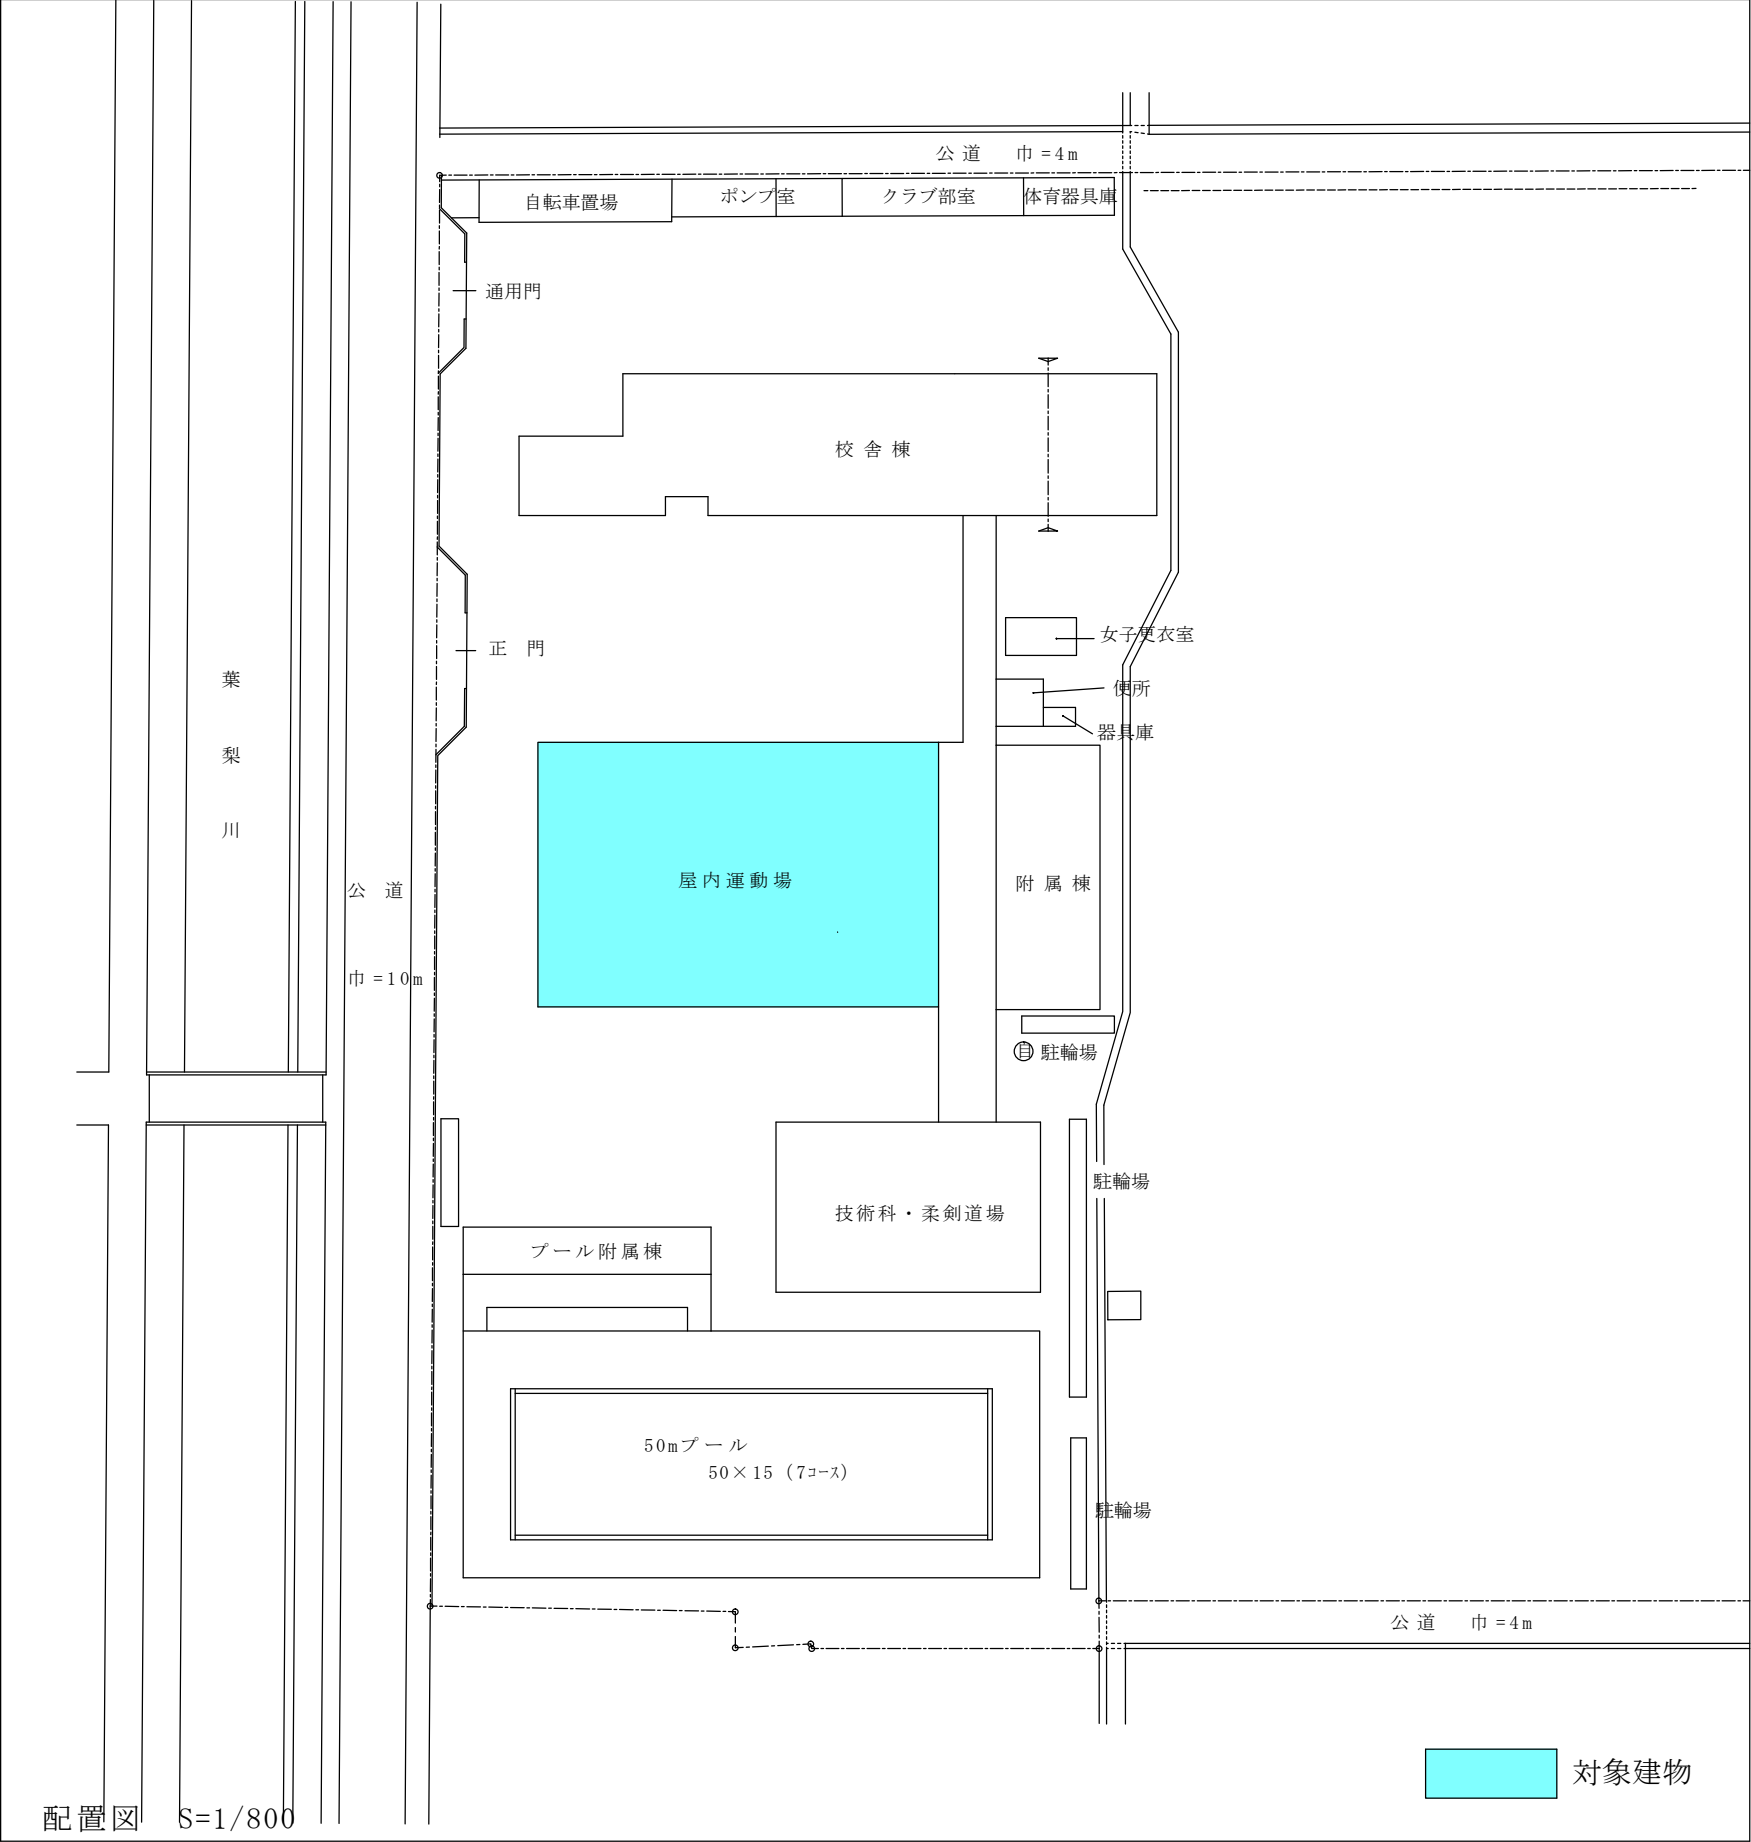 公道 巾=4m
自転車置場
ポンプ室
クラブ部室
体育器具庫
通用門
校舎棟
女子更衣室
正 門
葉梨川
便所
器具庫
屋内運動場
附属棟
公 道
巾=10m
自 駐輪場
駐輪場
技術科・柔剣道場
プール附属棟
50mプール
50×15 (7コース)
駐輪場
公道 巾=4m
対象建物
配置図 S=1/800